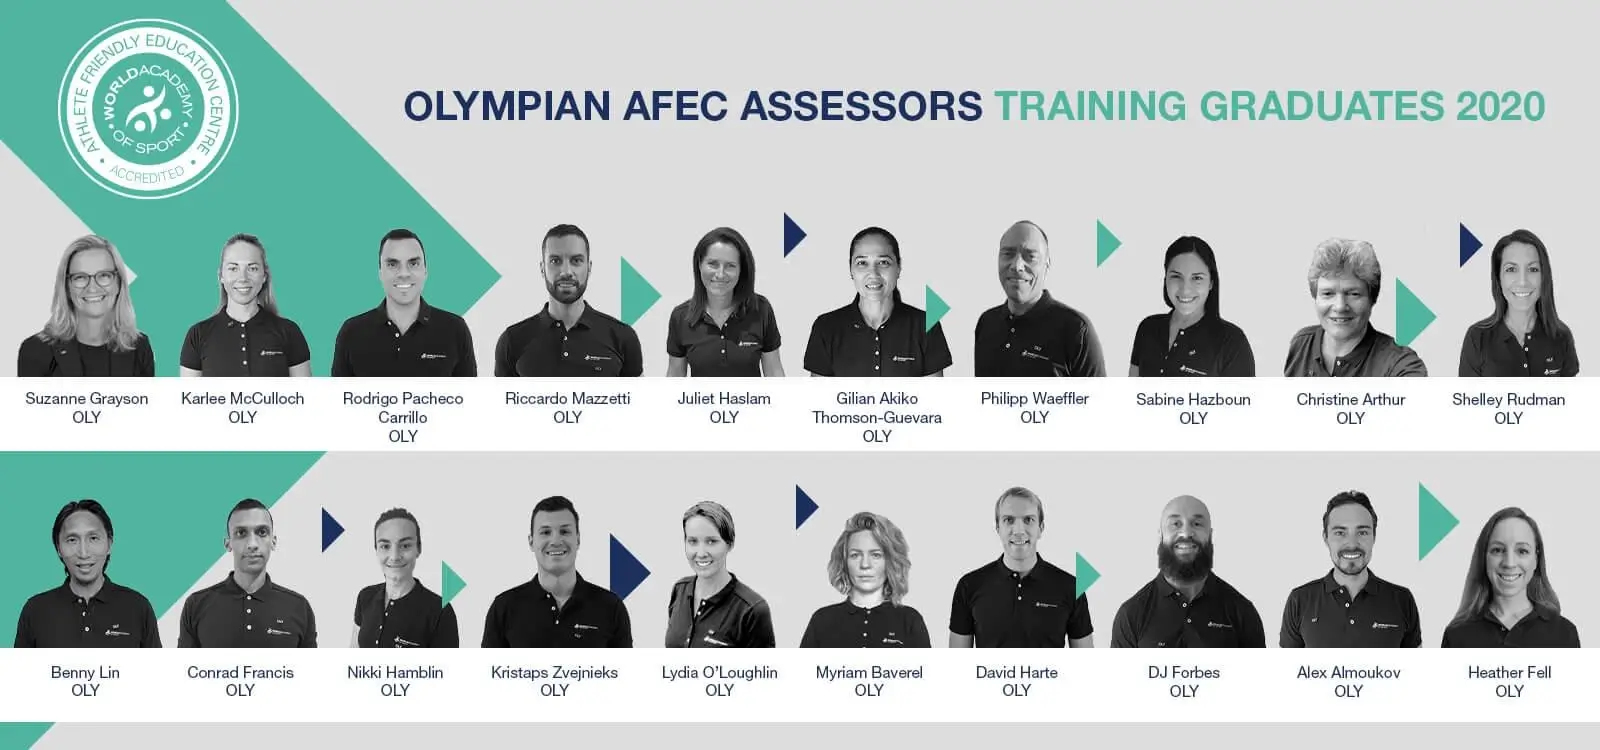 ATHLETE FRIENDLY EDUCATION CENTRE
WORLDACADEMY
OF SPORT
ACCREDITED
OLYMPIAN AFEC ASSESSORS TRAINING GRADUATES 2020
Suzanne Grayson
OLY
Karlee McCulloch
OLY
Rodrigo Pacheco
Carrillo
OLY
Riccardo Mazzetti
OLY
Juliet Haslam
OLY
Gilian Akiko
Thomson-Guevara
OLY
Philipp Waeffler
OLY
Sabine Hazboun
OLY
Christine Arthur
OLY
Shelley Rudman
OLY
Benny Lin
OLY
Conrad Francis
OLY
Nikki Hamblin
OLY
Kristaps Zvejnieks
OLY
Lydia O’Loughlin
OLY
Myriam Baverel
OLY
David Harte
OLY
DJ Forbes
OLY
Alex Almoukov
OLY
Heather Fell
OLY